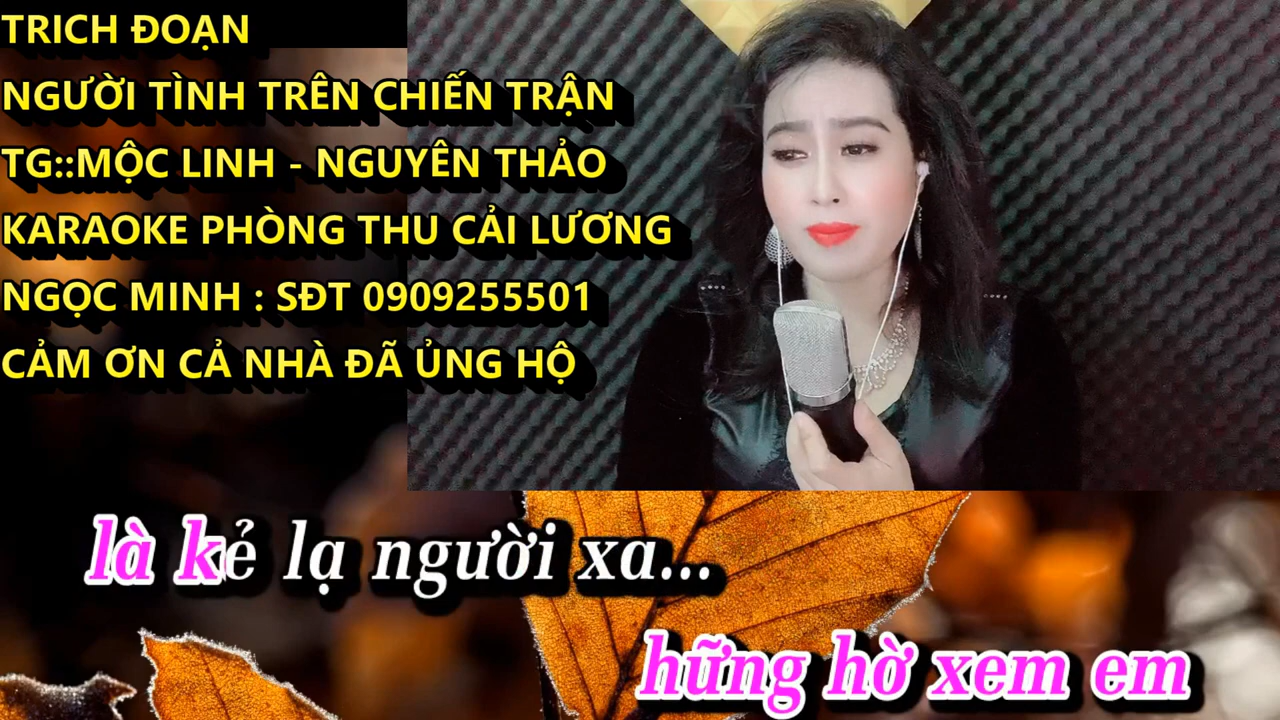 TRICH ĐOẠN
NGƯỜI TÌNH TRÊN CHIẾN TRẬN
TG::MỘC LINH - NGUYÊN THẢO
KARAOKE PHÒNG THU CẢI LƯƠNG
NGỌC MINH : SĐT 0909255501
CẢM ƠN CẢ NHÀ ĐÃ ỦNG HỘ
là kẻ lạ người xa...
hững hờ xem em